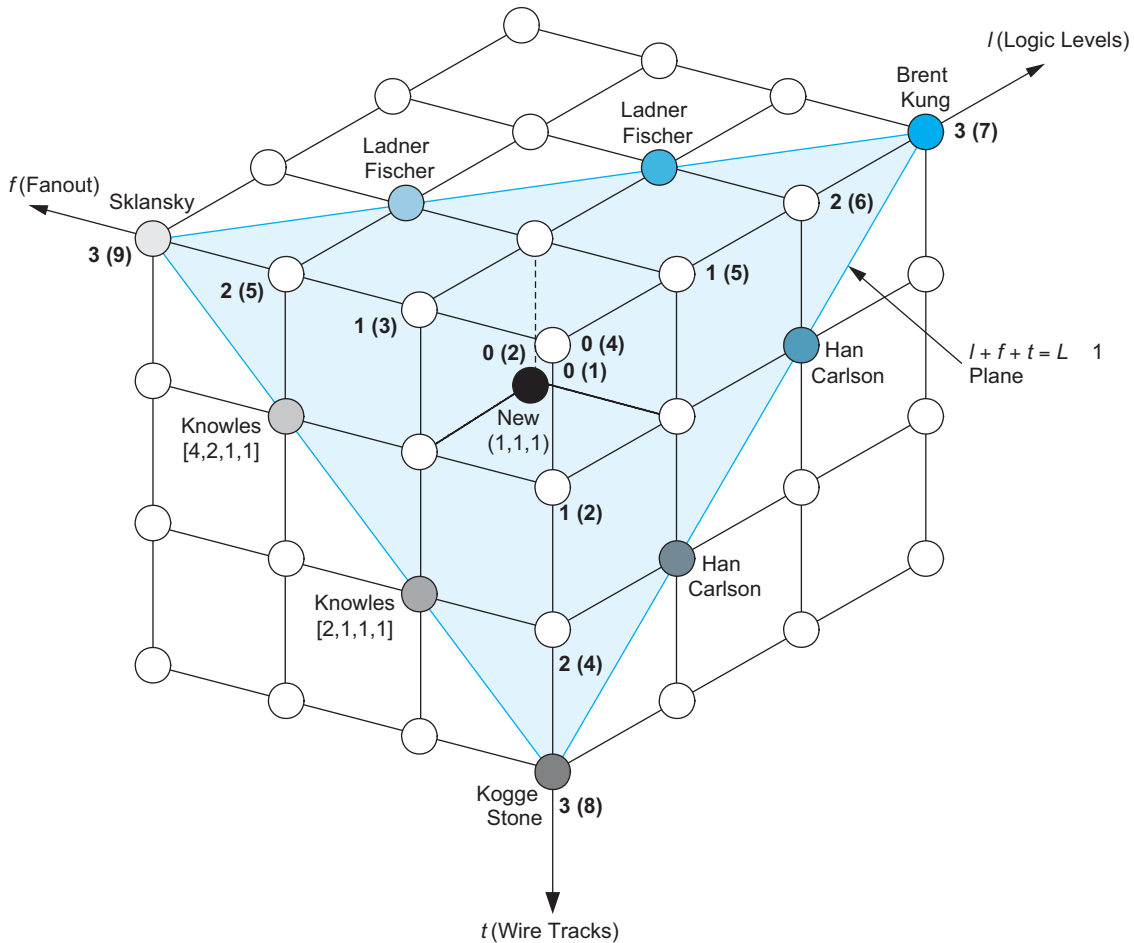 l (Logic Levels)
Brent
Kung
3 (7)
Ladner
Fischer
Ladner
Fischer
f (Fanout)
Sklansky
3 (9)
2 (6)
2 (5)
1 (5)
1 (3)
0 (4)
0 (2)
0 (1)
Han
Carlson
l + f + t = L 1
Plane
New
(1,1,1)
Knowles
[4,2,1,1]
1 (2)
Han
Carlson
Knowles
[2,1,1,1]
2 (4)
Kogge
Stone
3 (8)
t (Wire Tracks)